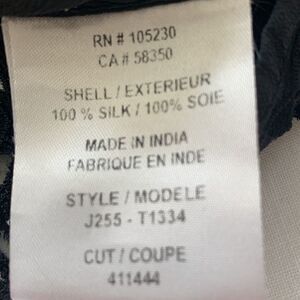 RN # 105230
CA # 58350
SHELL / EXTERIEUR
100 % SILK / 100% SOIE
MADE IN INDIA
FABRIQUE EN INDE
STYLE / MODELE
J255 - T1334
CUT / COUPE
411444